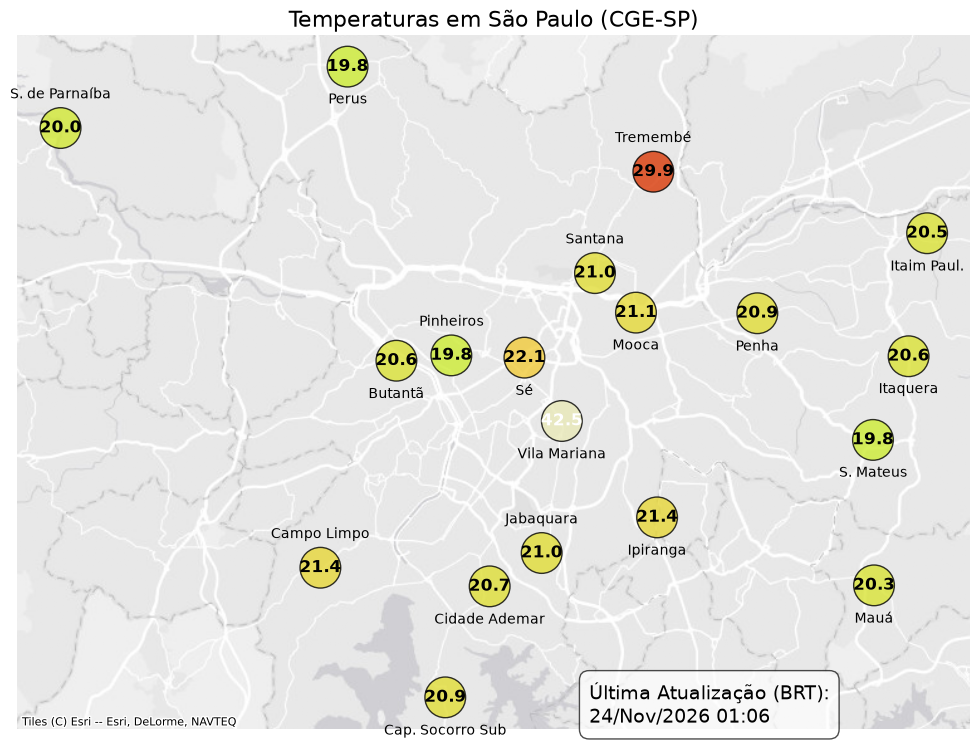 Temperaturas em São Paulo (CGE-SP)
19.8
Perus
S. de Parnaíba
20.0
Tremembé
29.9
20.5
Itaim Paul.
Santana
21.0
21.1
Mooca
20.9
Penha
Pinheiros
19.8
20.6
Butantã
22.1
Sé
20.6
Itaquera
42.5
Vila Mariana
19.8
S. Mateus
21.4
Ipiranga
Jabaquara
21.0
Campo Limpo
21.4
20.7
Cidade Ademar
20.3
Mauá
20.9
Cap. Socorro Sub
Última Atualização (BRT):
24/Nov/2026 01:06
Tiles (C) Esri -- Esri, DeLorme, NAVTEQ